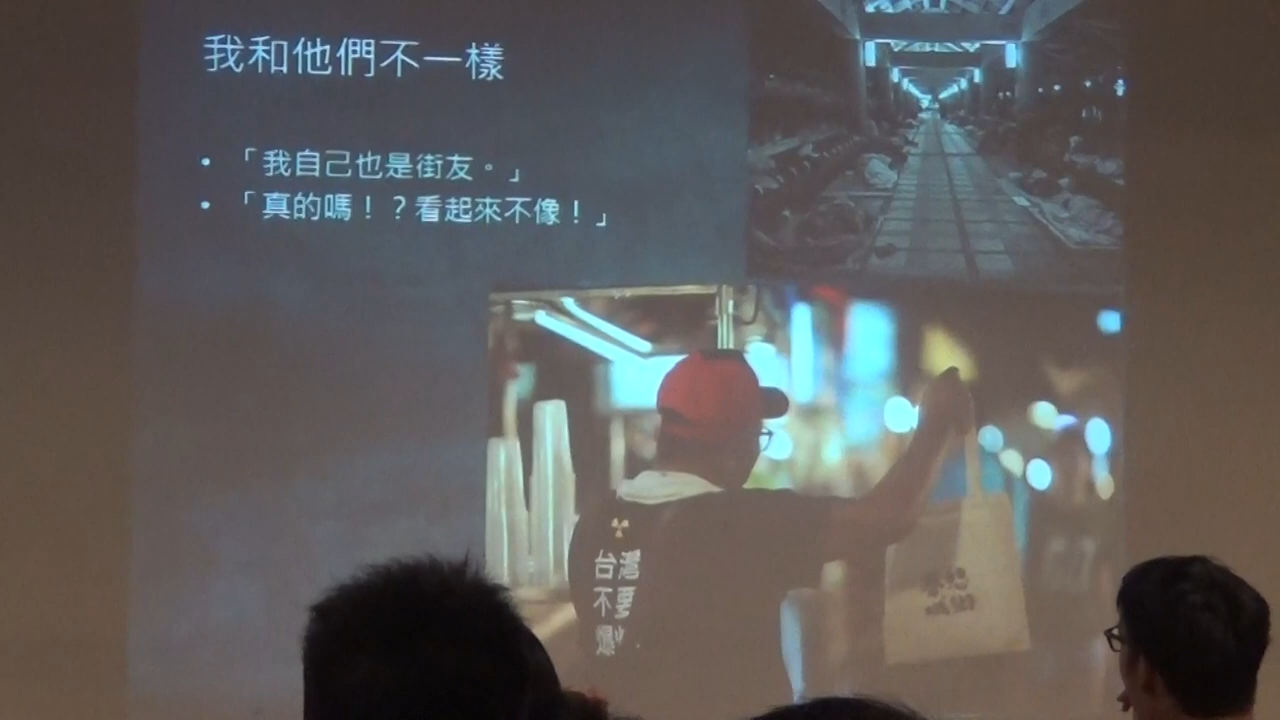 我和他們不一樣
• 「我自己也是街友。」
• 「真的嗎！？看起來不像！」
台灣
不要
爆